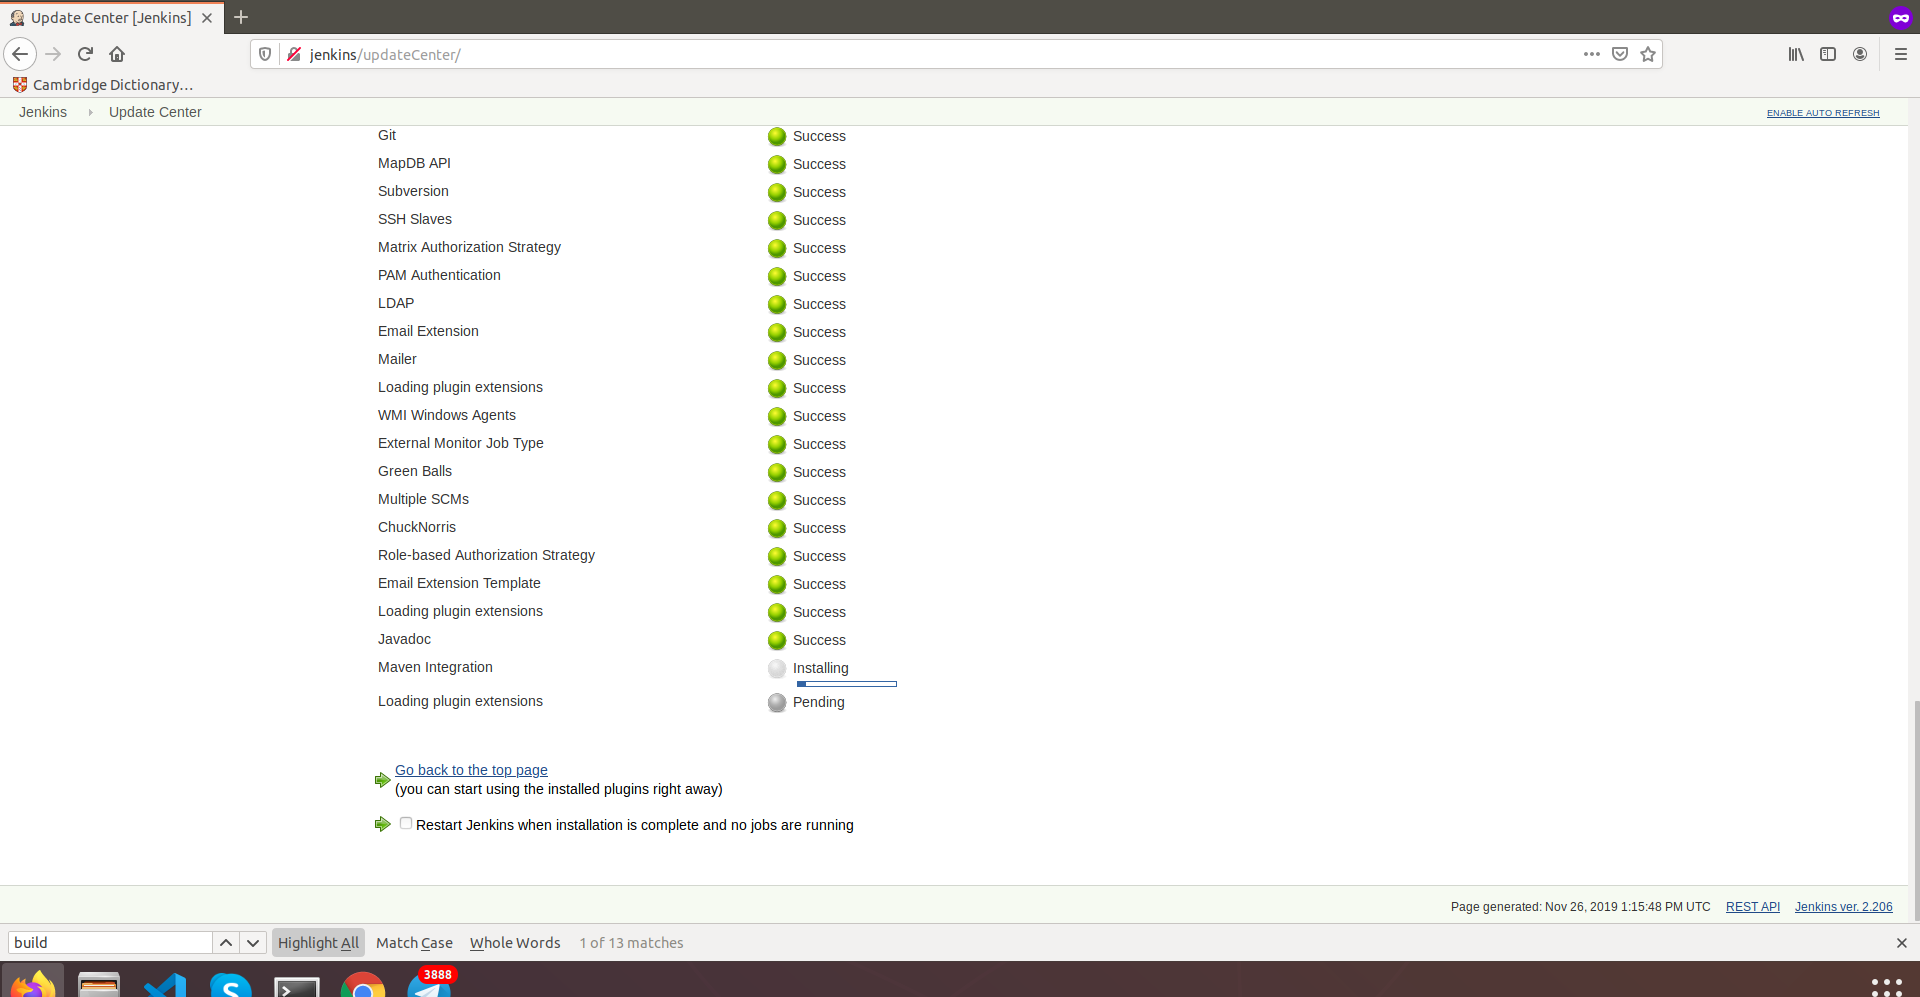 Update Center [Jenkins]
jenkins/updateCenter/
Cambridge Dictionary…
Jenkins Update Center ENABLE AUTO REFRESH
Git Success
MapDB API Success
Subversion Success
SSH Slaves Success
Matrix Authorization Strategy Success
PAM Authentication Success
LDAP Success
Email Extension Success
Mailer Success
Loading plugin extensions Success
WMI Windows Agents Success
External Monitor Job Type Success
Green Balls Success
Multiple SCMs Success
ChuckNorris Success
Role-based Authorization Strategy Success
Email Extension Template Success
Loading plugin extensions Success
Javadoc Success
Maven Integration Installing
Loading plugin extensions Pending
Go back to the top page
(you can start using the installed plugins right away)
Restart Jenkins when installation is complete and no jobs are running
Page generated: Nov 26, 2019 1:15:48 PM UTC REST API Jenkins ver. 2.206
build Highlight All Match Case Whole Words 1 of 13 matches
3888